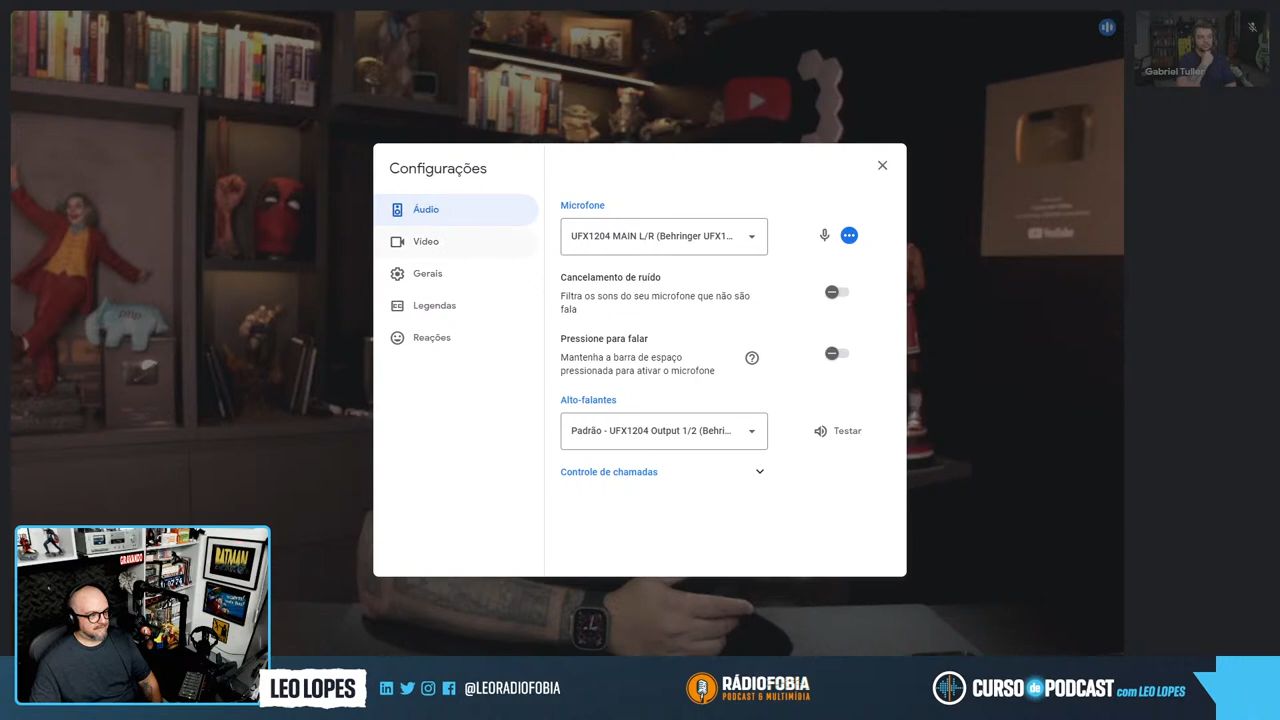 Gabriel Tuller
Configurações
Áudio
Vídeo
Gerais
Legendas
Reações
Microfone
UFX1204 MAIN L/R (Behringer UFX1...
Cancelamento de ruído
Filtra os sons do seu microfone que não são
fala
Pressione para falar
Mantenha a barra de espaço
pressionada para ativar o microfone
Alto-falantes
Padrão - UFX1204 Output 1/2 (Behri...
Testar
Controle de chamadas
php
YouTube
GRAVANDO
BATMAN
LEO LOPES
@LEORADIOFOBIA
RÁDIOFOBIA
PODCAST & MULTIMÍDIA
CURSO de PODCAST com LEO LOPES